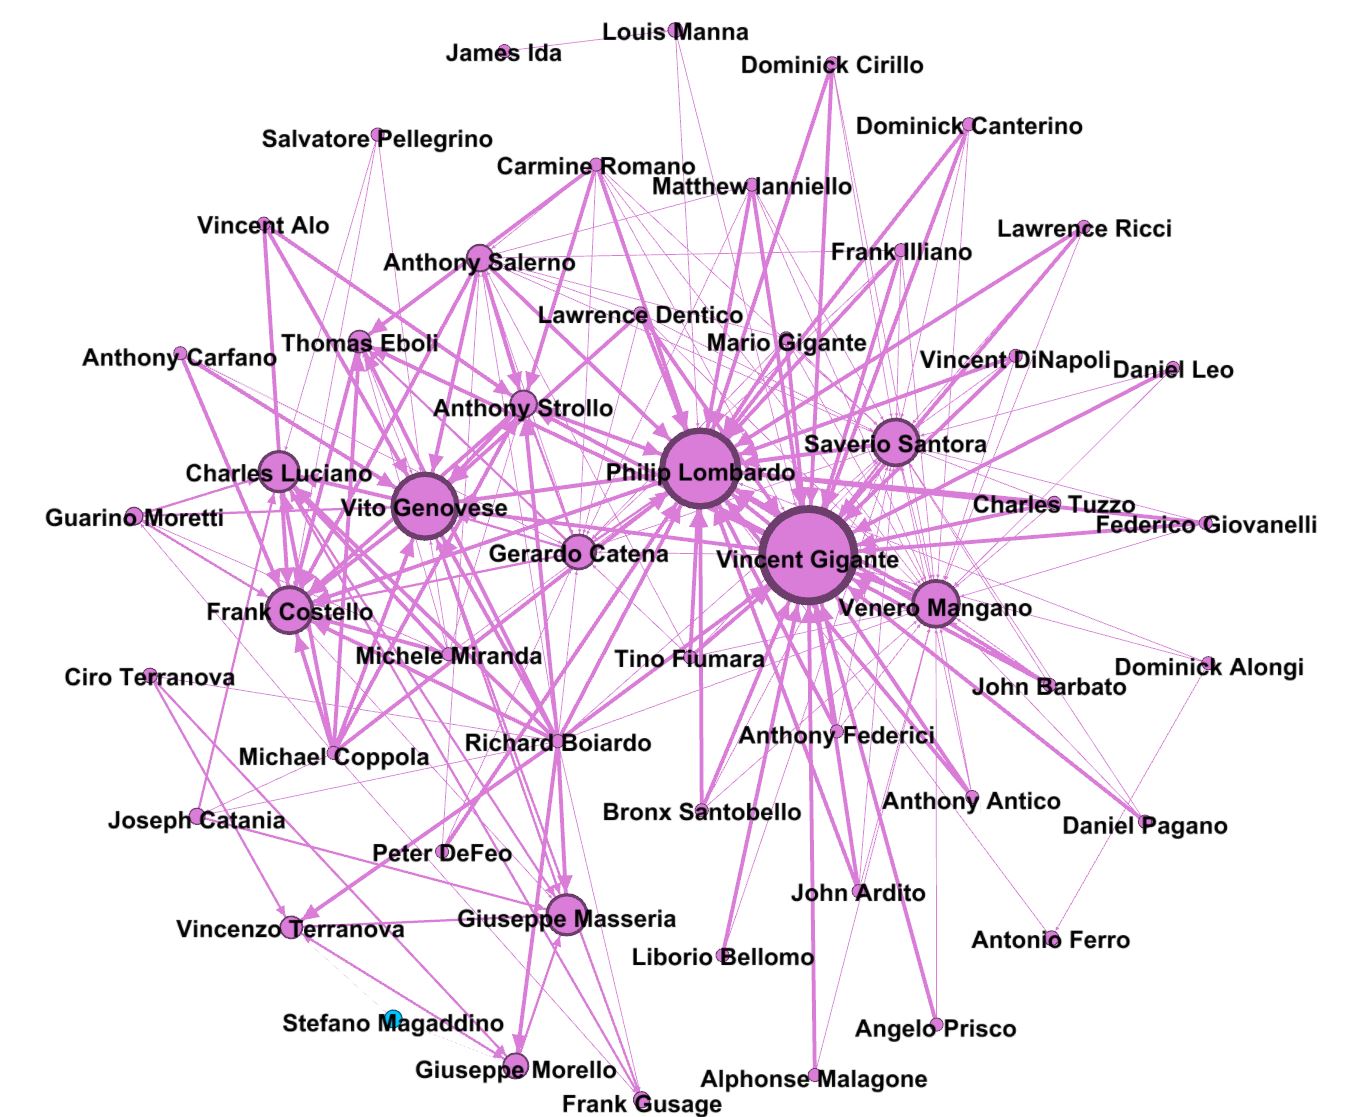 Louis Manna
James Ida
Dominick Cirillo
Dominick Canterino
Salvatore Pellegrino
Carmine Romano
Matthew Ianniello
Vincent Alo
Lawrence Ricci
Frank Illiano
Anthony Salerno
Lawrence Dentico
Thomas Eboli
Mario Gigante
Anthony Carfano
Vincent DiNapoli
Daniel Leo
Anthony Strollo
Saverio Santora
Charles Luciano
Philip Lombardo
Vito Genovese
Charles Tuzzo
Guarino Moretti
Federico Giovanelli
Gerardo Catena
Vincent Gigante
Frank Costello
Venero Mangano
Michele Miranda
Tino Fiumara
Dominick Alongi
Ciro Terranova
John Barbato
Anthony Federici
Richard Boiardo
Michael Coppola
Anthony Antico
Bronx Santobello
Joseph Catania
Daniel Pagano
Peter DeFeo
John Ardito
Giuseppe Masseria
Vincenzo Terranova
Antonio Ferro
Liborio Bellomo
Stefano Magaddino
Angelo Prisco
Giuseppe Morello
Alphonse Malagone
Frank Gusage